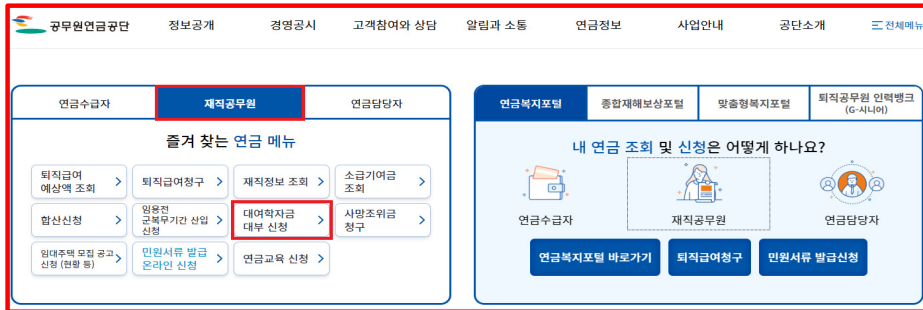 공무원연금공단 정보공개 경영공시 고객참여와 상담 알림과 소통 연금정보 사업안내 공단소개 전체메뉴
연금수급자 재직공무원 연금담당자
즐겨 찾는 연금 메뉴
퇴직급여
예상액 조회
퇴직급여청구
재직정보 조회
소급기여금
조회
합산신청
임용전
군복무기간 산입
신청
대여학자금
대부 신청
사망조위금
청구
임대주택 모집 공고
신청 (현황 등)
민원서류 발급
온라인 신청
연금교육 신청
연금복지포털 종합재해보상포털 맞춤형복지포털
퇴직공무원 인력뱅크
(G-시니어)
내 연금 조회 및 신청은 어떻게 하나요?
연금수급자 재직공무원 연금담당자
연금복지포털 바로가기 퇴직급여청구 민원서류 발급신청